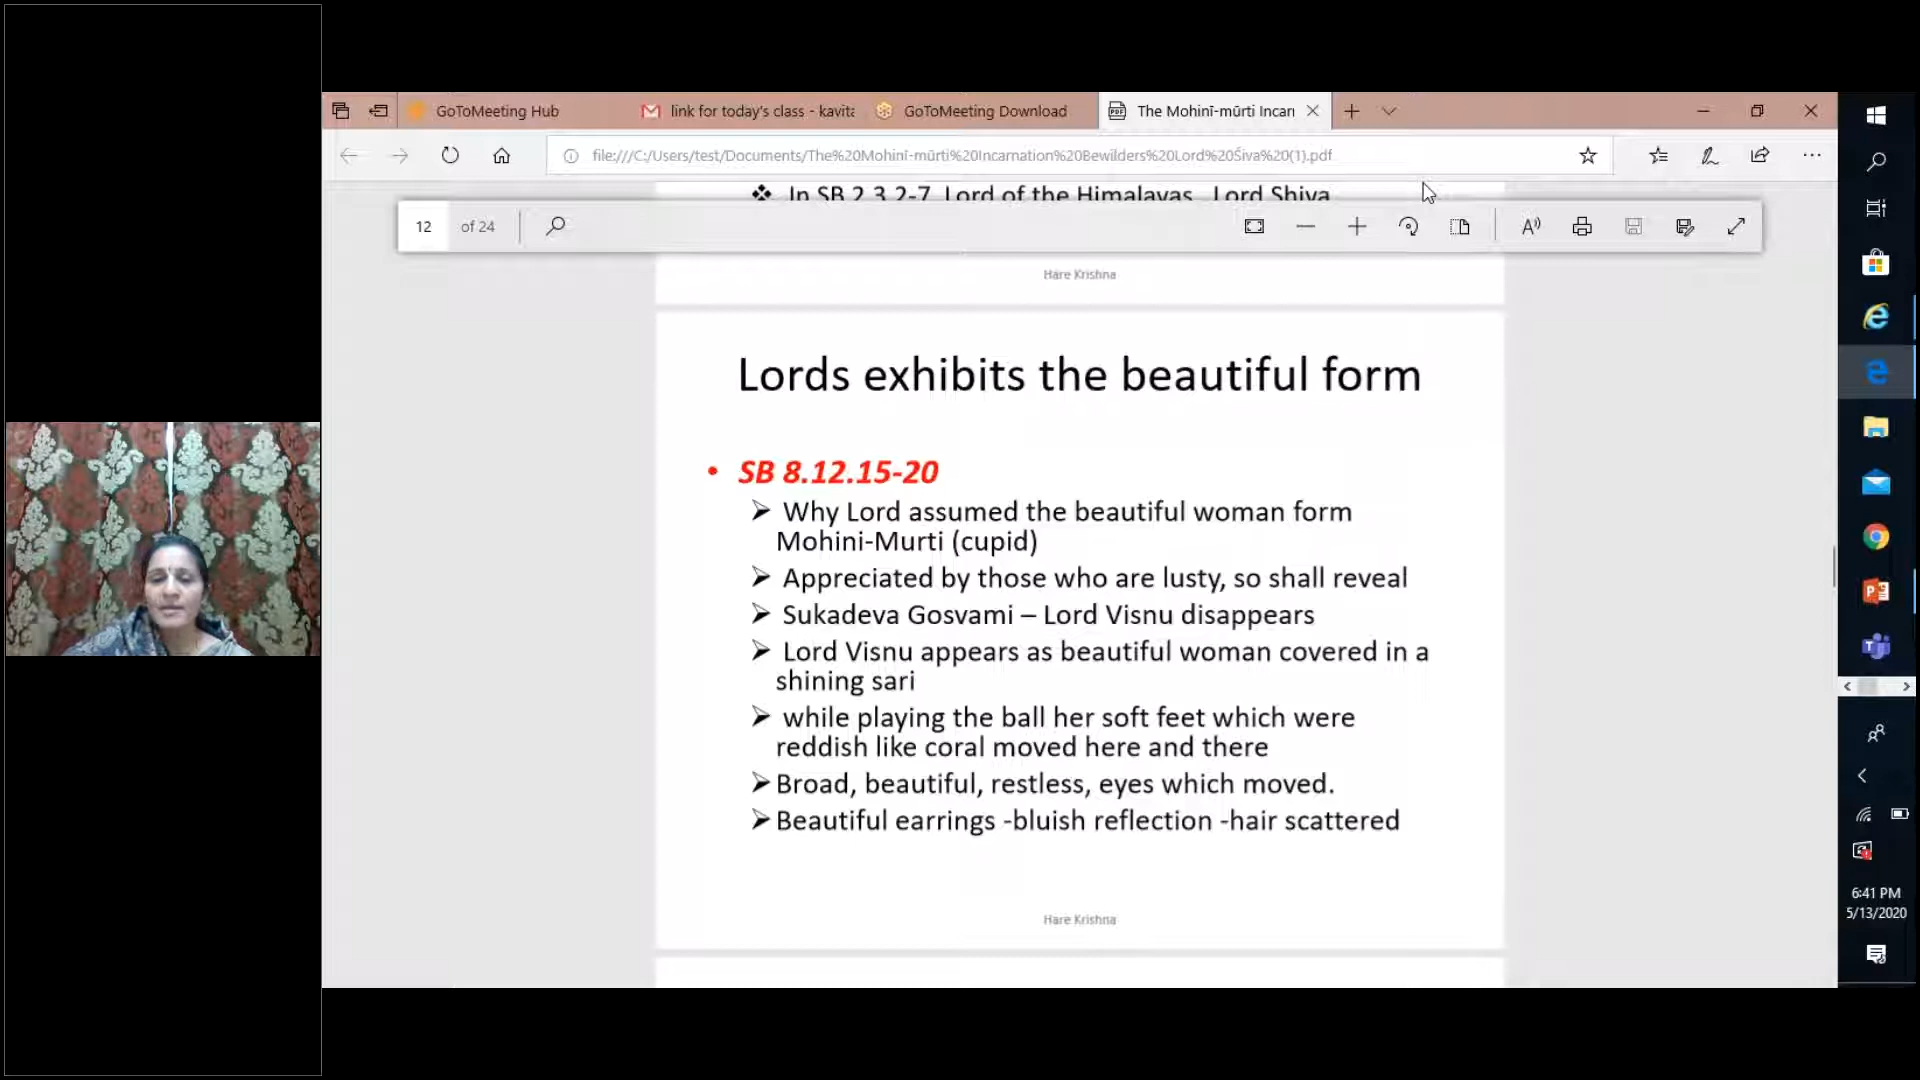 GoToMeeting Hub
link for today's class - kavita
GoToMeeting Download
The Mohinī-mūrti Incarn
file:///C:/Users/test/Documents/The%20Mohinī-mūrti%20Incarnation%20Bewilders%20Lord%20Śiva%20(1).pdf
❖ In SB 2.3.2-7 Lord of the Himalayas Lord Shiva
12 of 24
Hare Krishna
Lords exhibits the beautiful form
• SB 8.12.15-20
➢ Why Lord assumed the beautiful woman form
Mohini-Murti (cupid)
➢ Appreciated by those who are lusty, so shall reveal
➢ Sukadeva Gosvami – Lord Visnu disappears
➢ Lord Visnu appears as beautiful woman covered in a
shining sari
➢ while playing the ball her soft feet which were
reddish like coral moved here and there
➢ Broad, beautiful, restless, eyes which moved.
➢ Beautiful earrings -bluish reflection -hair scattered
Hare Krishna
6:41 PM
5/13/2020